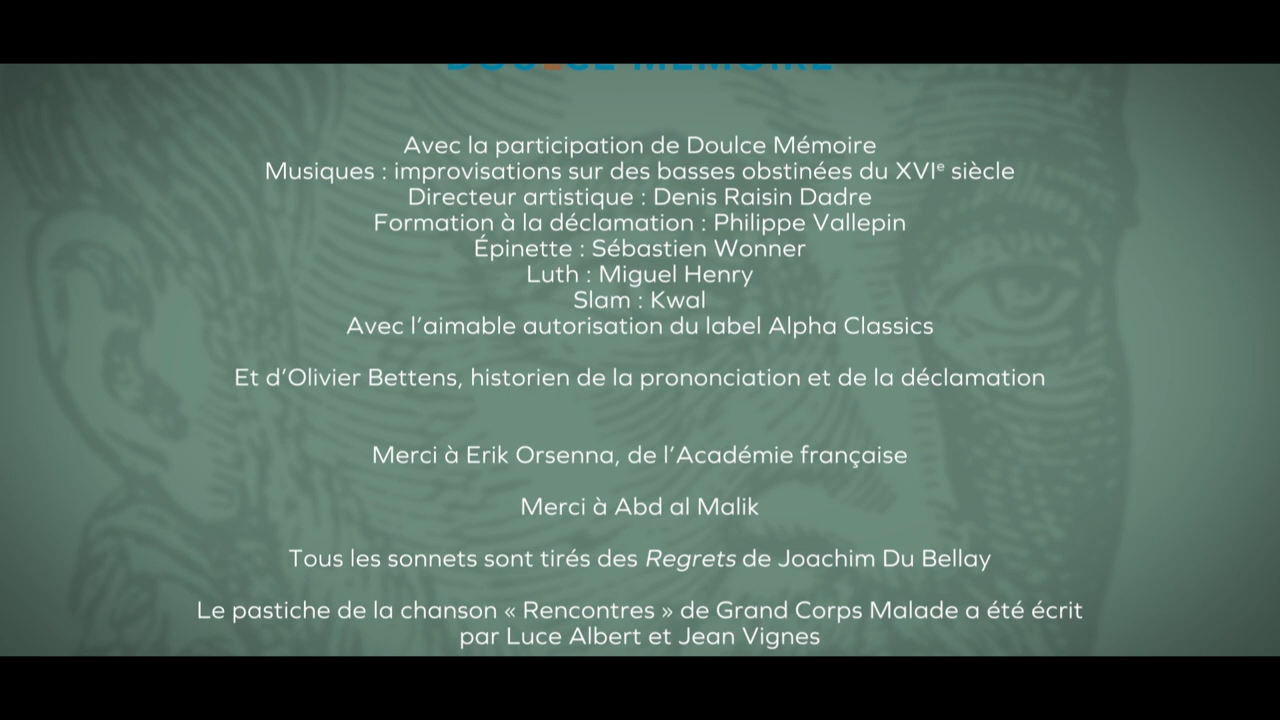 DOULCE MÉMOIRE
Avec la participation de Doulce Mémoire
Musiques : improvisations sur des basses obstinées du XVIᵉ siècle
Directeur artistique : Denis Raisin Dadre
Formation à la déclamation : Philippe Vallepin
Épinette : Sébastien Wonner
Luth : Miguel Henry
Slam : Kwal
Avec l’aimable autorisation du label Alpha Classics
Et d’Olivier Bettens, historien de la prononciation et de la déclamation
Merci à Erik Orsenna, de l’Académie française
Merci à Abd al Malik
Tous les sonnets sont tirés des Regrets de Joachim Du Bellay
Le pastiche de la chanson « Rencontres » de Grand Corps Malade a été écrit
par Luce Albert et Jean Vignes